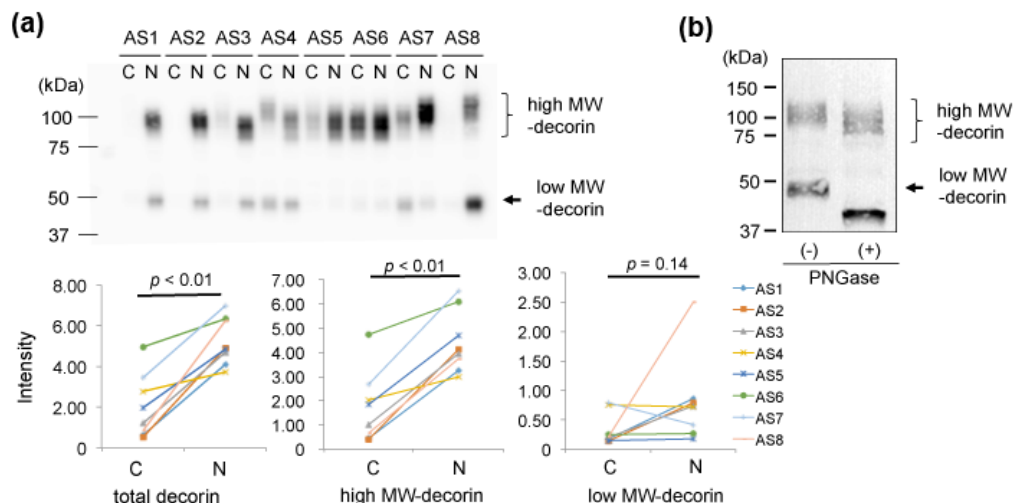 (a)
AS1 AS2 AS3 AS4 AS5 AS6 AS7 AS8
C N C N C N C N C N C N C N C N
(kDa)
100
75
50
37
high MW
-decorin
low MW
-decorin
(b)
(kDa)
150
100
75
50
37
high MW
-decorin
low MW
-decorin
(-) (+)
PNGase
Intensity
p < 0.01
8.00
6.00
4.00
2.00
0.00
C N
total decorin
p < 0.01
7.00
6.00
5.00
4.00
3.00
2.00
1.00
0.00
C N
high MW-decorin
p = 0.14
3.00
2.50
2.00
1.50
1.00
0.50
0.00
C N
low MW-decorin
AS1
AS2
AS3
AS4
AS5
AS6
AS7
AS8